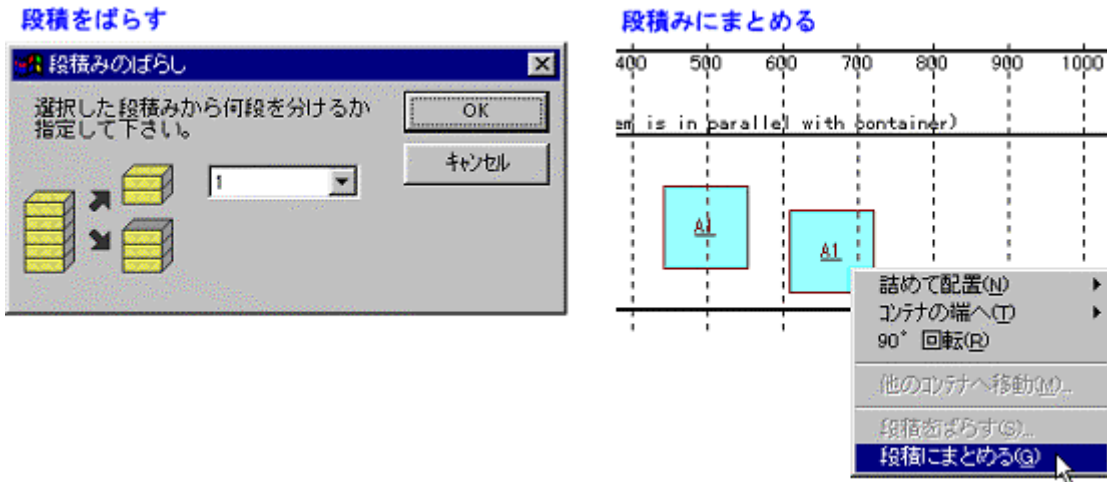 段積をばらす
段積みのばらし
選択した段積みから何段を分けるか
指定して下さい。
OK
キャンセル
1
段積みにまとめる
400 500 600 700 800 900 1000
em is in parallel with container)
A1
A1
詰めて配置(N)
コンテナの端へ(T)
90°回転(R)
他のコンテナへ移動(M)...
段積をばらす(S)...
段積にまとめる(G)